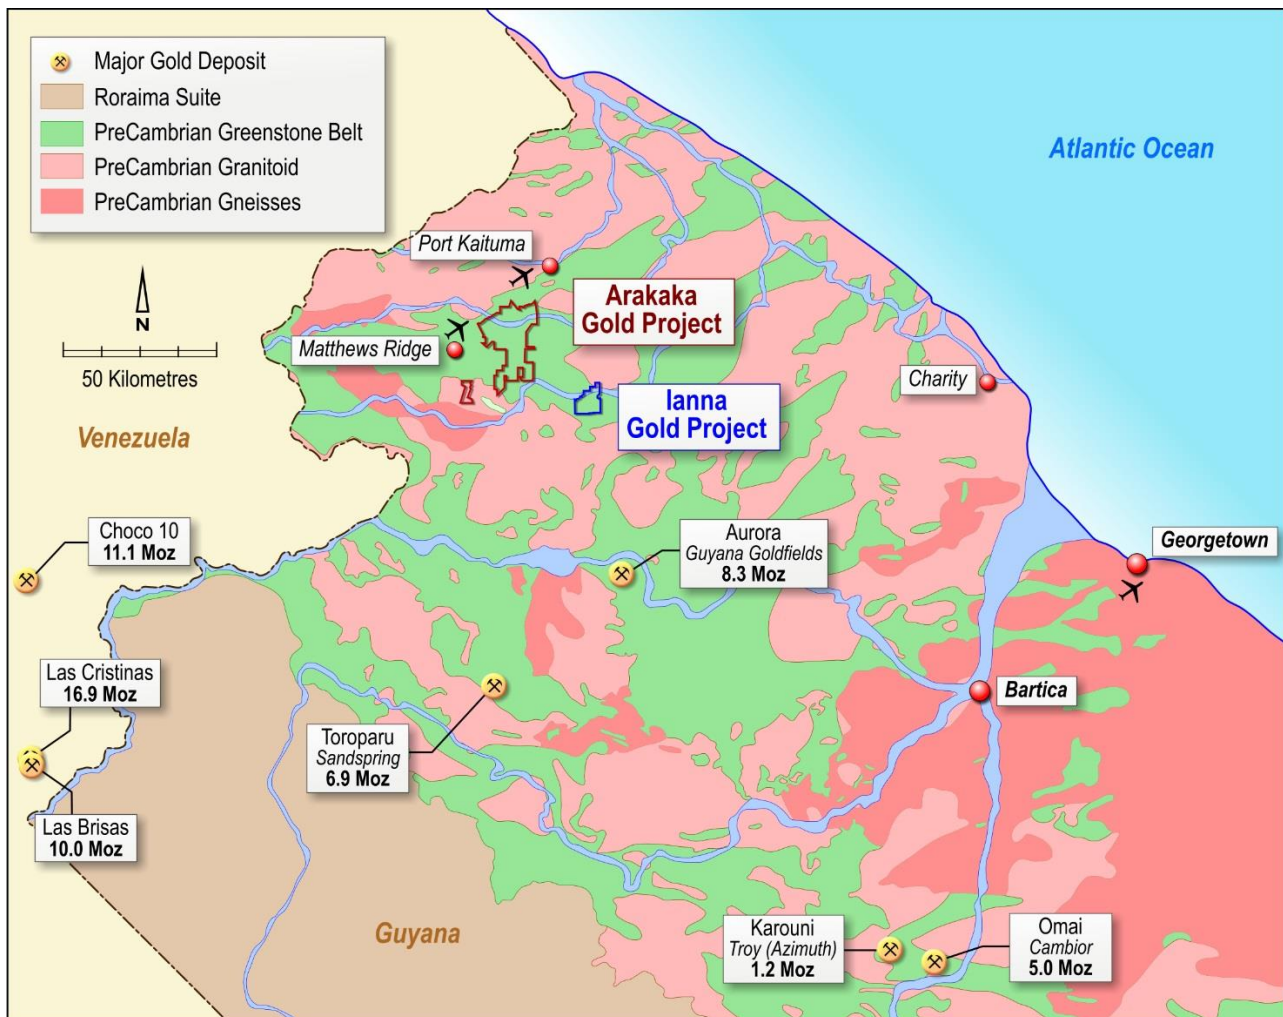 Major Gold Deposit
Roraima Suite
PreCambrian Greenstone Belt
PreCambrian Granitoid
PreCambrian Gneisses
Atlantic Ocean
Port Kaituma
N
50 Kilometres
Arakaka
Gold Project
Matthews Ridge
Charity
Ianna
Gold Project
Venezuela
Choco 10
11.1 Moz
Aurora
Guyana Goldfields
8.3 Moz
Georgetown
Las Cristinas
16.9 Moz
Bartica
Toroparu
Sandspring
6.9 Moz
Las Brisas
10.0 Moz
Guyana
Karouni
Troy (Azimuth)
1.2 Moz
Omai
Cambior
5.0 Moz